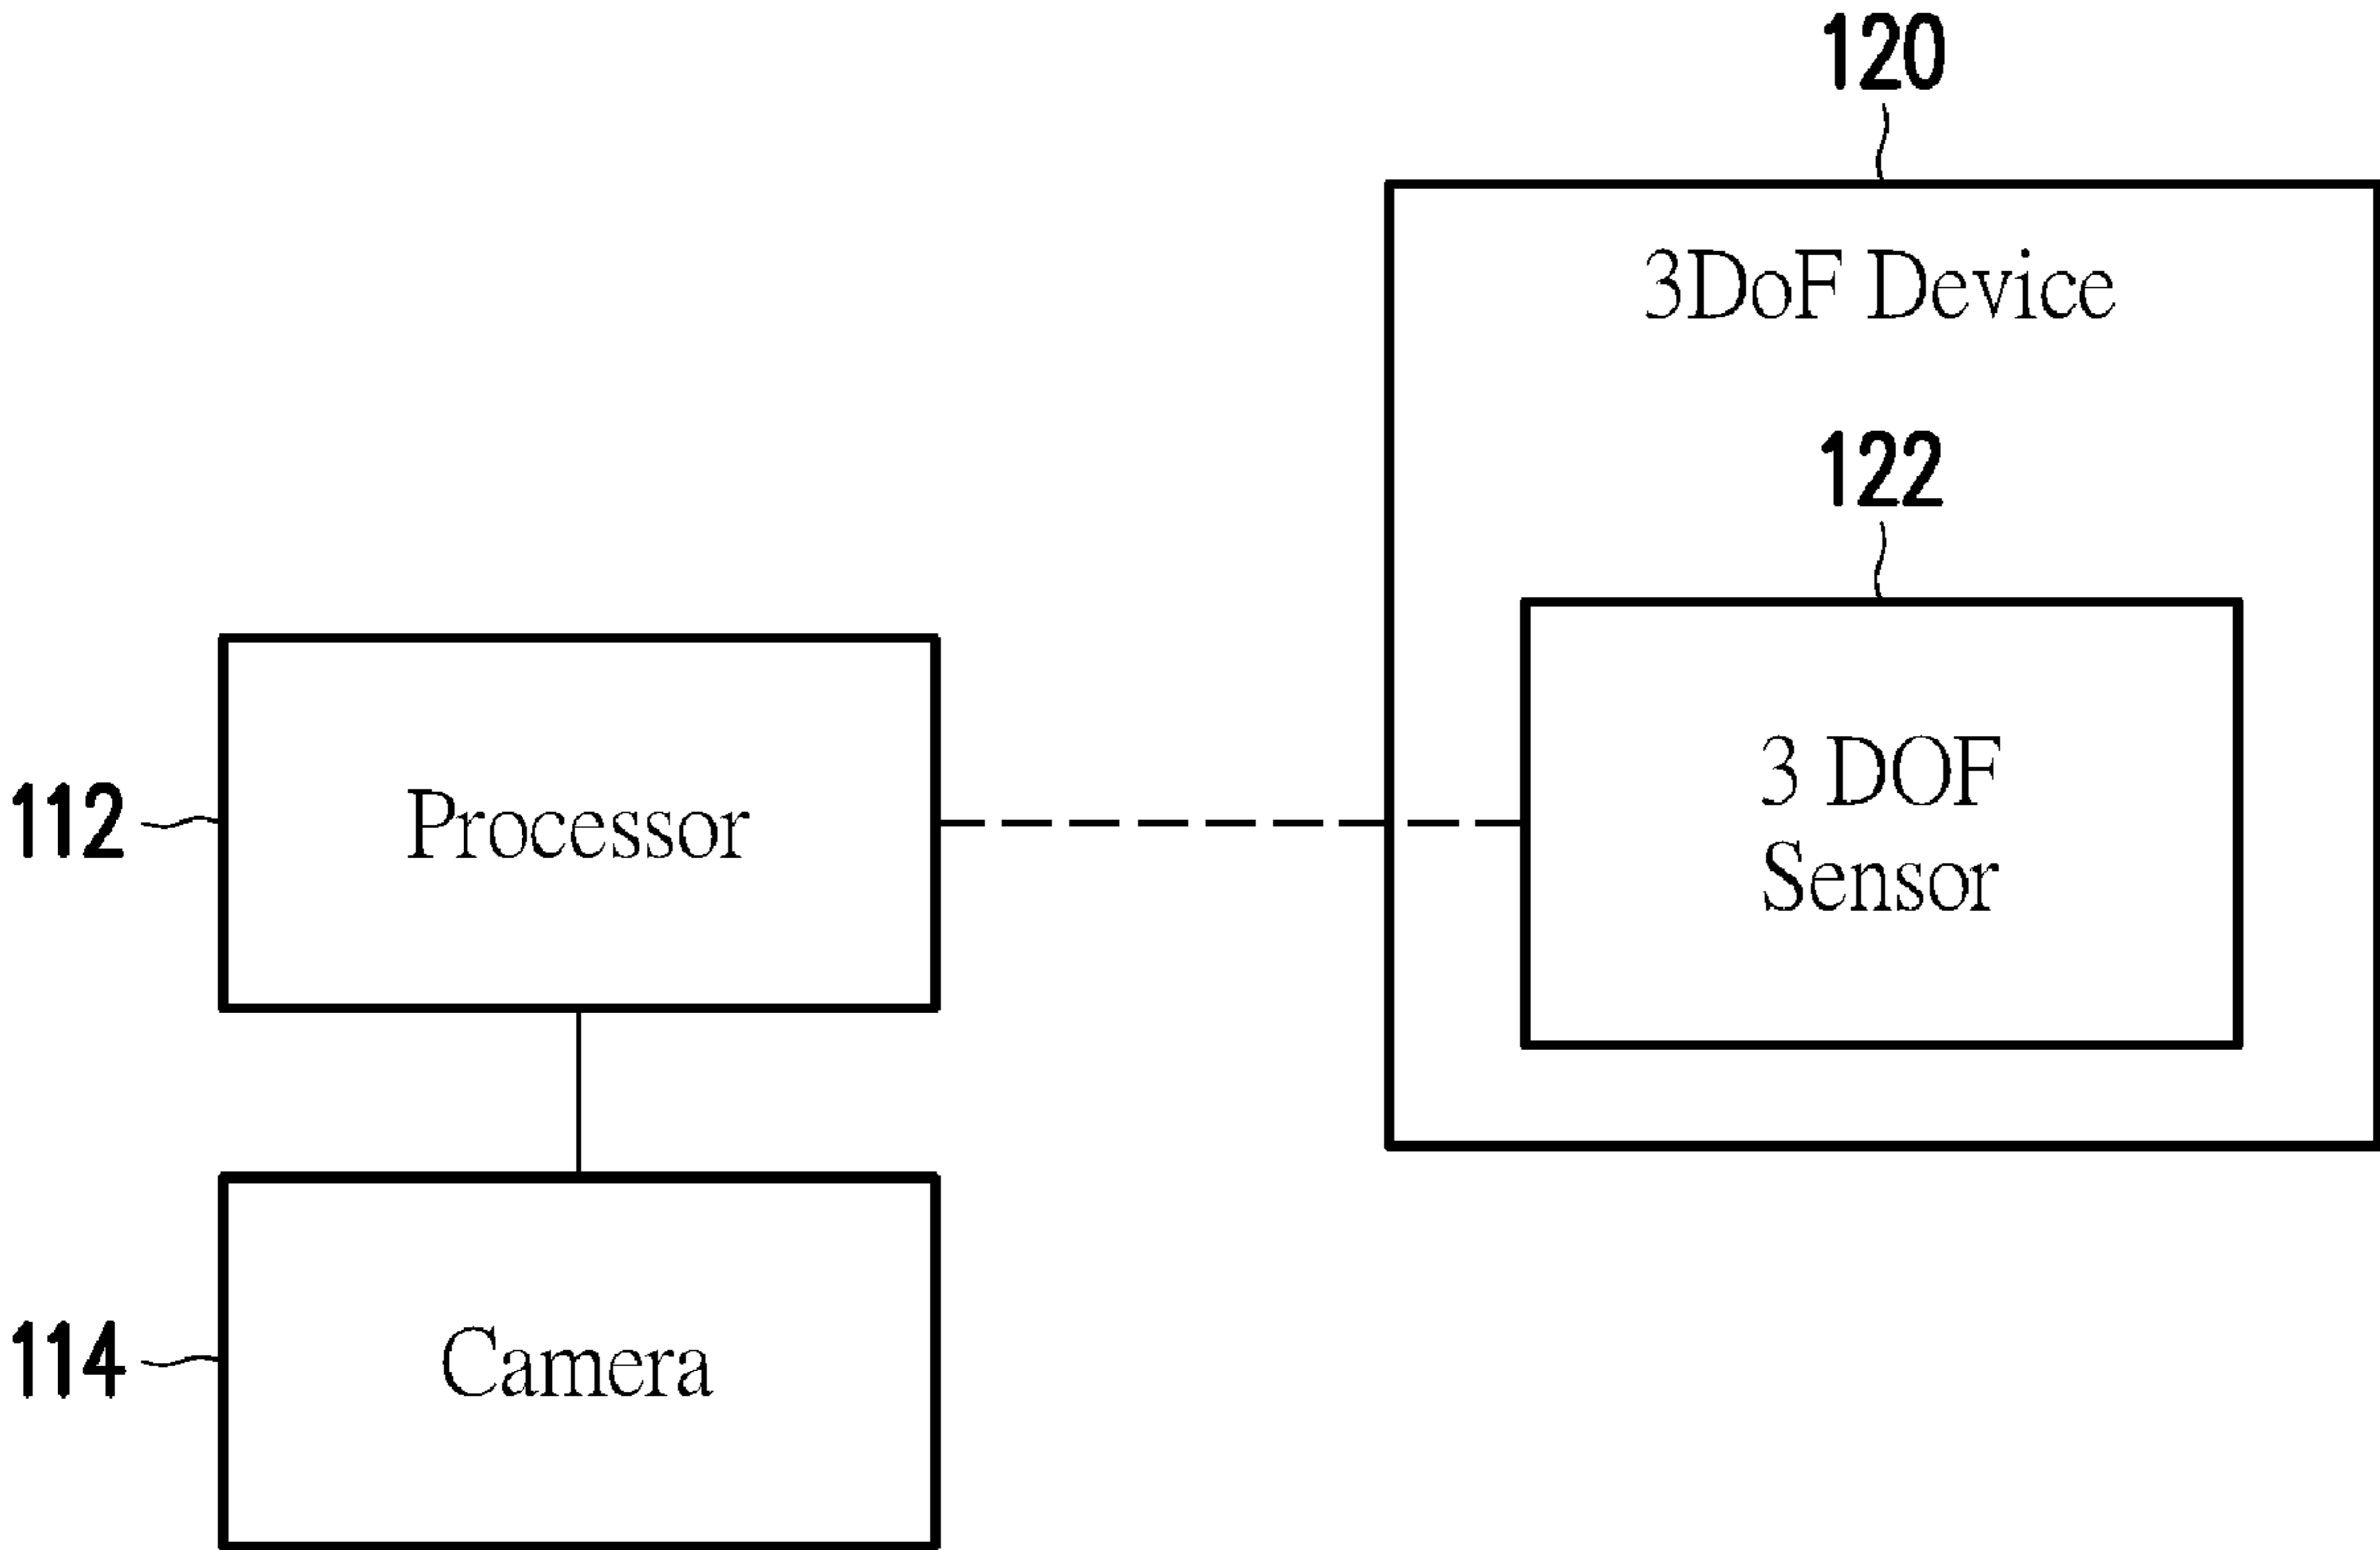 120
3DoF Device
122
3 DOF
Sensor
112
Processor
114
Camera